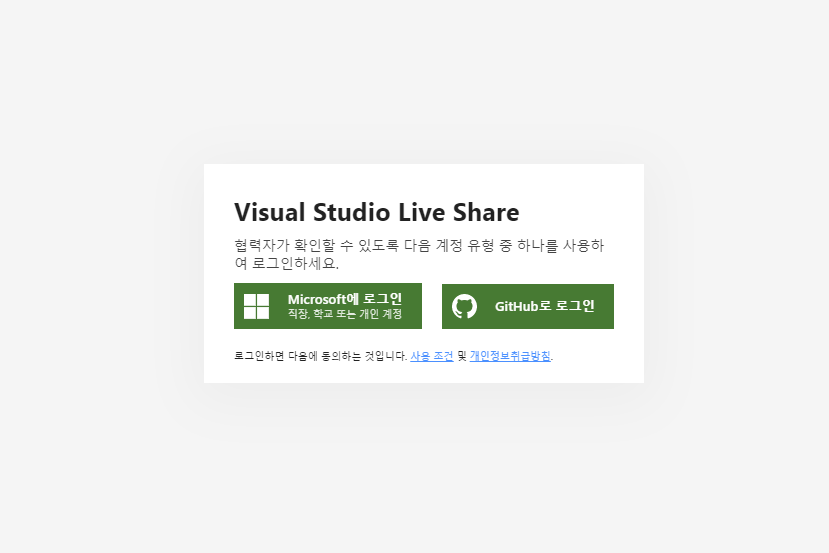 Visual Studio Live Share
협력자가 확인할 수 있도록 다음 계정 유형 중 하나를 사용하
여 로그인하세요.
Microsoft에 로그인
직장, 학교 또는 개인 계정
GitHub로 로그인
로그인하면 다음에 동의하는 것입니다. 사용 조건 및 개인정보취급방침.